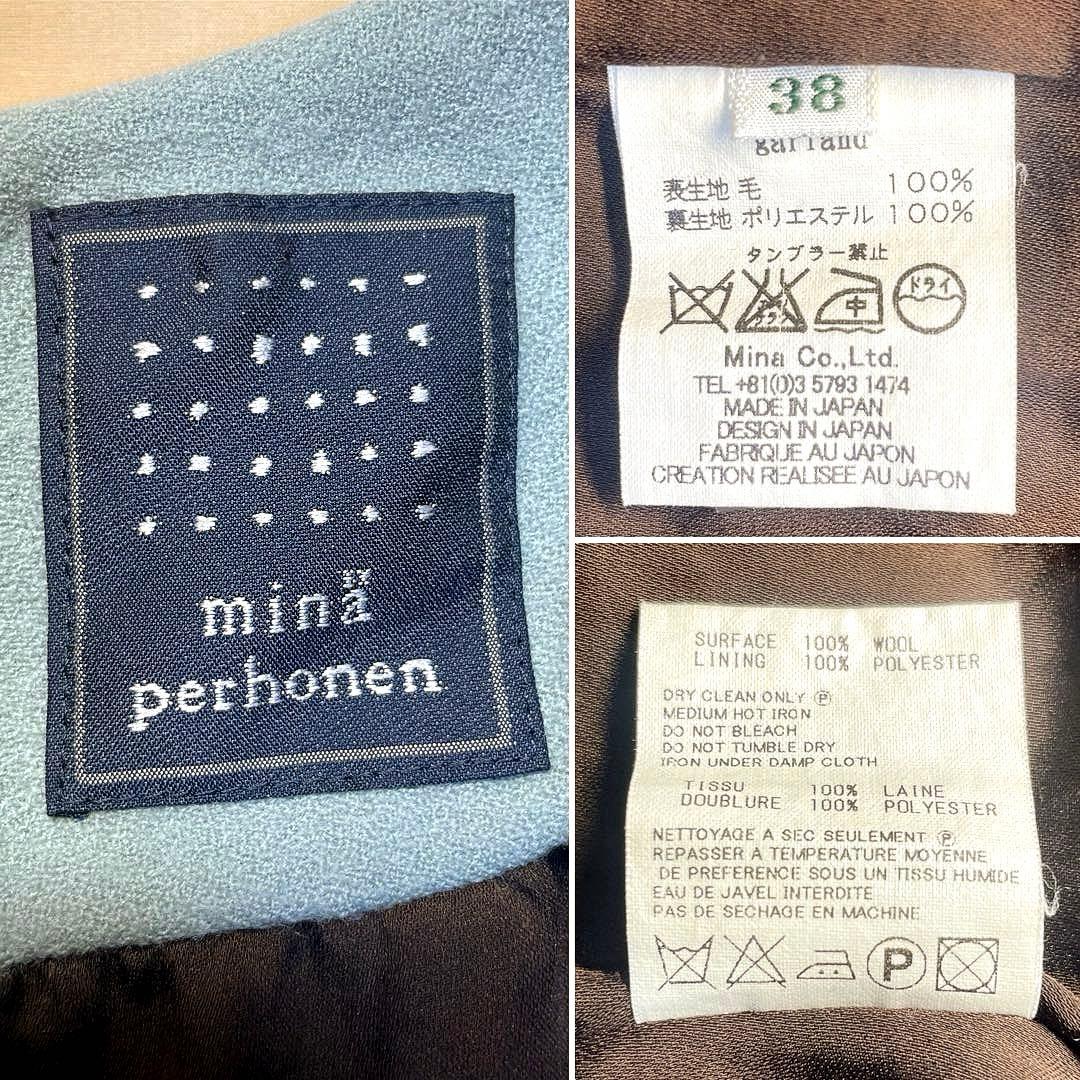 minä
perhonen
38
garland
表生地 毛 100%
裏生地 ポリエステル 100%
タンブラー禁止
中 ドライ
Mina Co.,Ltd.
TEL +81(0)3 5793 1474
MADE IN JAPAN
DESIGN IN JAPAN
FABRIQUE AU JAPON
CREATION REALISEE AU JAPON
SURFACE 100% WOOL
LINING 100% POLYESTER
DRY CLEAN ONLY Ⓟ
MEDIUM HOT IRON
DO NOT BLEACH
DO NOT TUMBLE DRY
IRON UNDER DAMP CLOTH
TISSU 100% LAINE
DOUBLURE 100% POLYESTER
NETTOYAGE A SEC SEULEMENT Ⓟ
REPASSER A TEMPERATURE MOYENNE
DE PREFERENCE SOUS UN TISSU HUMIDE
EAU DE JAVEL INTERDITE
PAS DE SECHAGE EN MACHINE
P